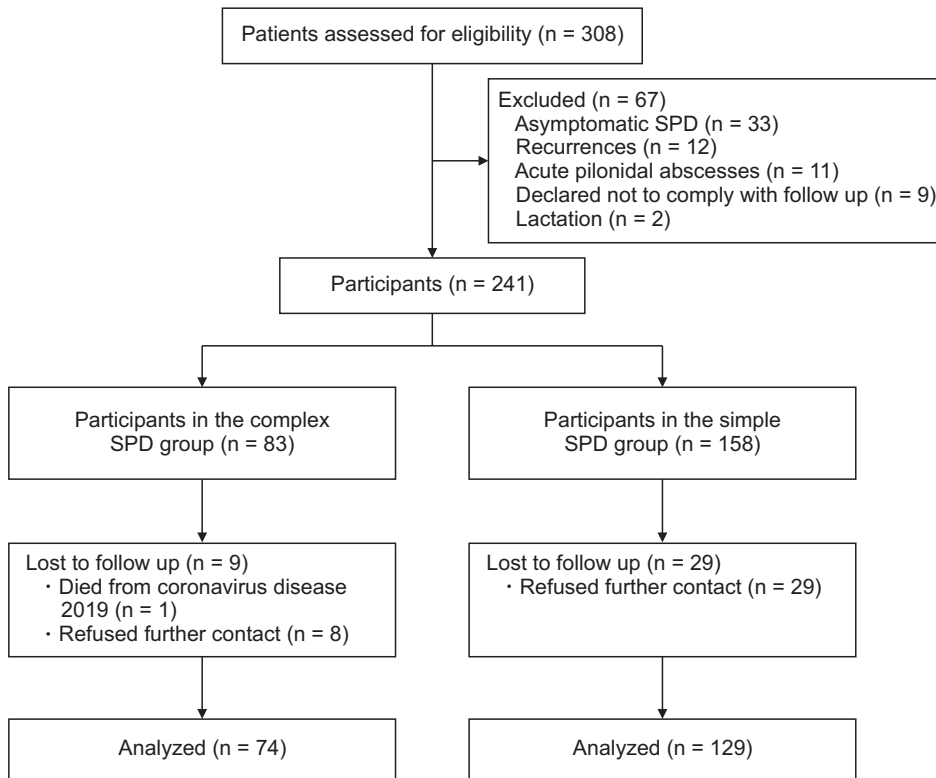 Patients assessed for eligibility (n = 308)
Excluded (n = 67)
Asymptomatic SPD (n = 33)
Recurrences (n = 12)
Acute pilonidal abscesses (n = 11)
Declared not to comply with follow up (n = 9)
Lactation (n = 2)
Participants (n = 241)
Participants in the complex
SPD group (n = 83)
Participants in the simple
SPD group (n = 158)
Lost to follow up (n = 9)
· Died from coronavirus disease
2019 (n = 1)
· Refused further contact (n = 8)
Lost to follow up (n = 29)
· Refused further contact (n = 29)
Analyzed (n = 74)
Analyzed (n = 129)